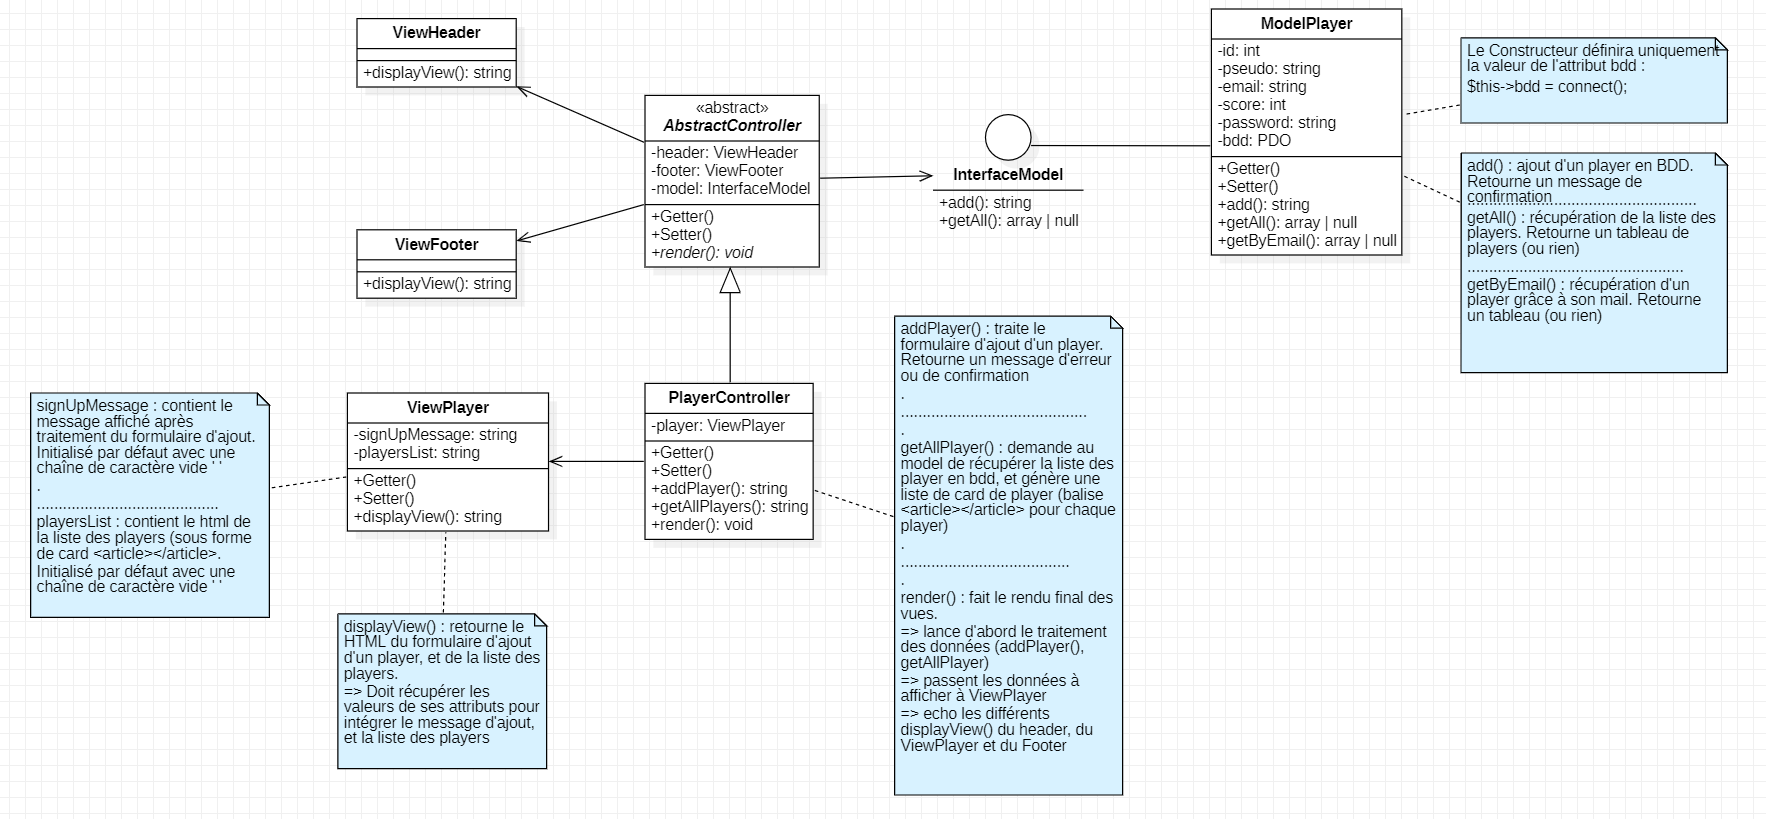 ViewHeader
+displayView(): string
«abstract»
AbstractController
-header: ViewHeader
-footer: ViewFooter
-model: InterfaceModel
+Getter()
+Setter()
+render(): void
InterfaceModel
+add(): string
+getAll(): array | null
ModelPlayer
-id: int
-pseudo: string
-email: string
-score: int
-password: string
-bdd: PDO
+Getter()
+Setter()
+add(): string
+getAll(): array | null
+getByEmail(): array | null
Le Constructeur définira uniquement
la valeur de l'attribut bdd :
$this->bdd = connect();
add() : ajout d'un player en BDD.
Retourne un message de
confirmation.................................
getAll() : récupération de la liste des
players. Retourne un tableau de
players (ou rien)
..................................................
getByEmail() : récupération d'un
player grâce à son mail. Retourne
un tableau (ou rien)
ViewFooter
+displayView(): string
signUpMessage : contient le
message affiché après
traitement du formulaire d'ajout.
Initialisé par défaut avec une
chaîne de caractère vide ' '
.
..........................................
playersList : contient le html de
la liste des players (sous forme
de card <article></article>.
Initialisé par défaut avec une
chaîne de caractère vide ' '
ViewPlayer
-signUpMessage: string
-playersList: string
+Getter()
+Setter()
+displayView(): string
PlayerController
-player: ViewPlayer
+Getter()
+Setter()
+addPlayer(): string
+getAllPlayers(): string
+render(): void
addPlayer() : traite le
formulaire d'ajout d'un player.
Retourne un message d'erreur
ou de confirmation
.
...........................................
.
getAllPlayer() : demande au
model de récupérer la liste des
player en bdd, et génère une
liste de card de player (balise
<article></article> pour chaque
player)
.
.......................................
.
render() : fait le rendu final des
vues.
=> lance d'abord le traitement
des données (addPlayer(),
getAllPlayer)
=> passent les données à
afficher à ViewPlayer
=> echo les différents
displayView() du header, du
ViewPlayer et du Footer
displayView() : retourne le
HTML du formulaire d'ajout
d'un player, et de la liste des
players.
=> Doit récupérer les
valeurs de ses attributs pour
intégrer le message d'ajout,
et la liste des players